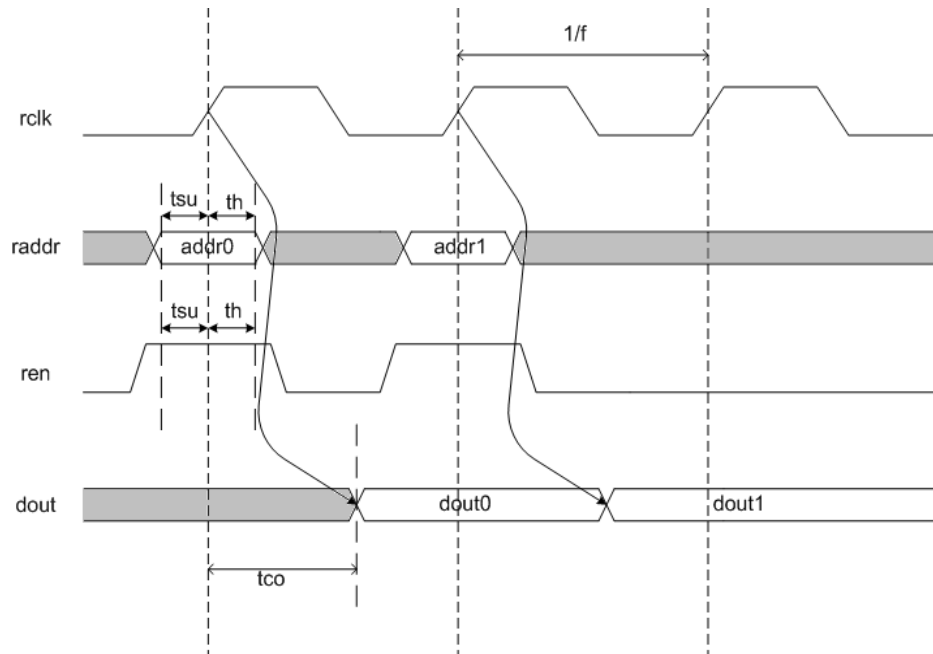 1/f
rclk
tsu th
raddr addr0 addr1
tsu th
ren
dout dout0 dout1
tco